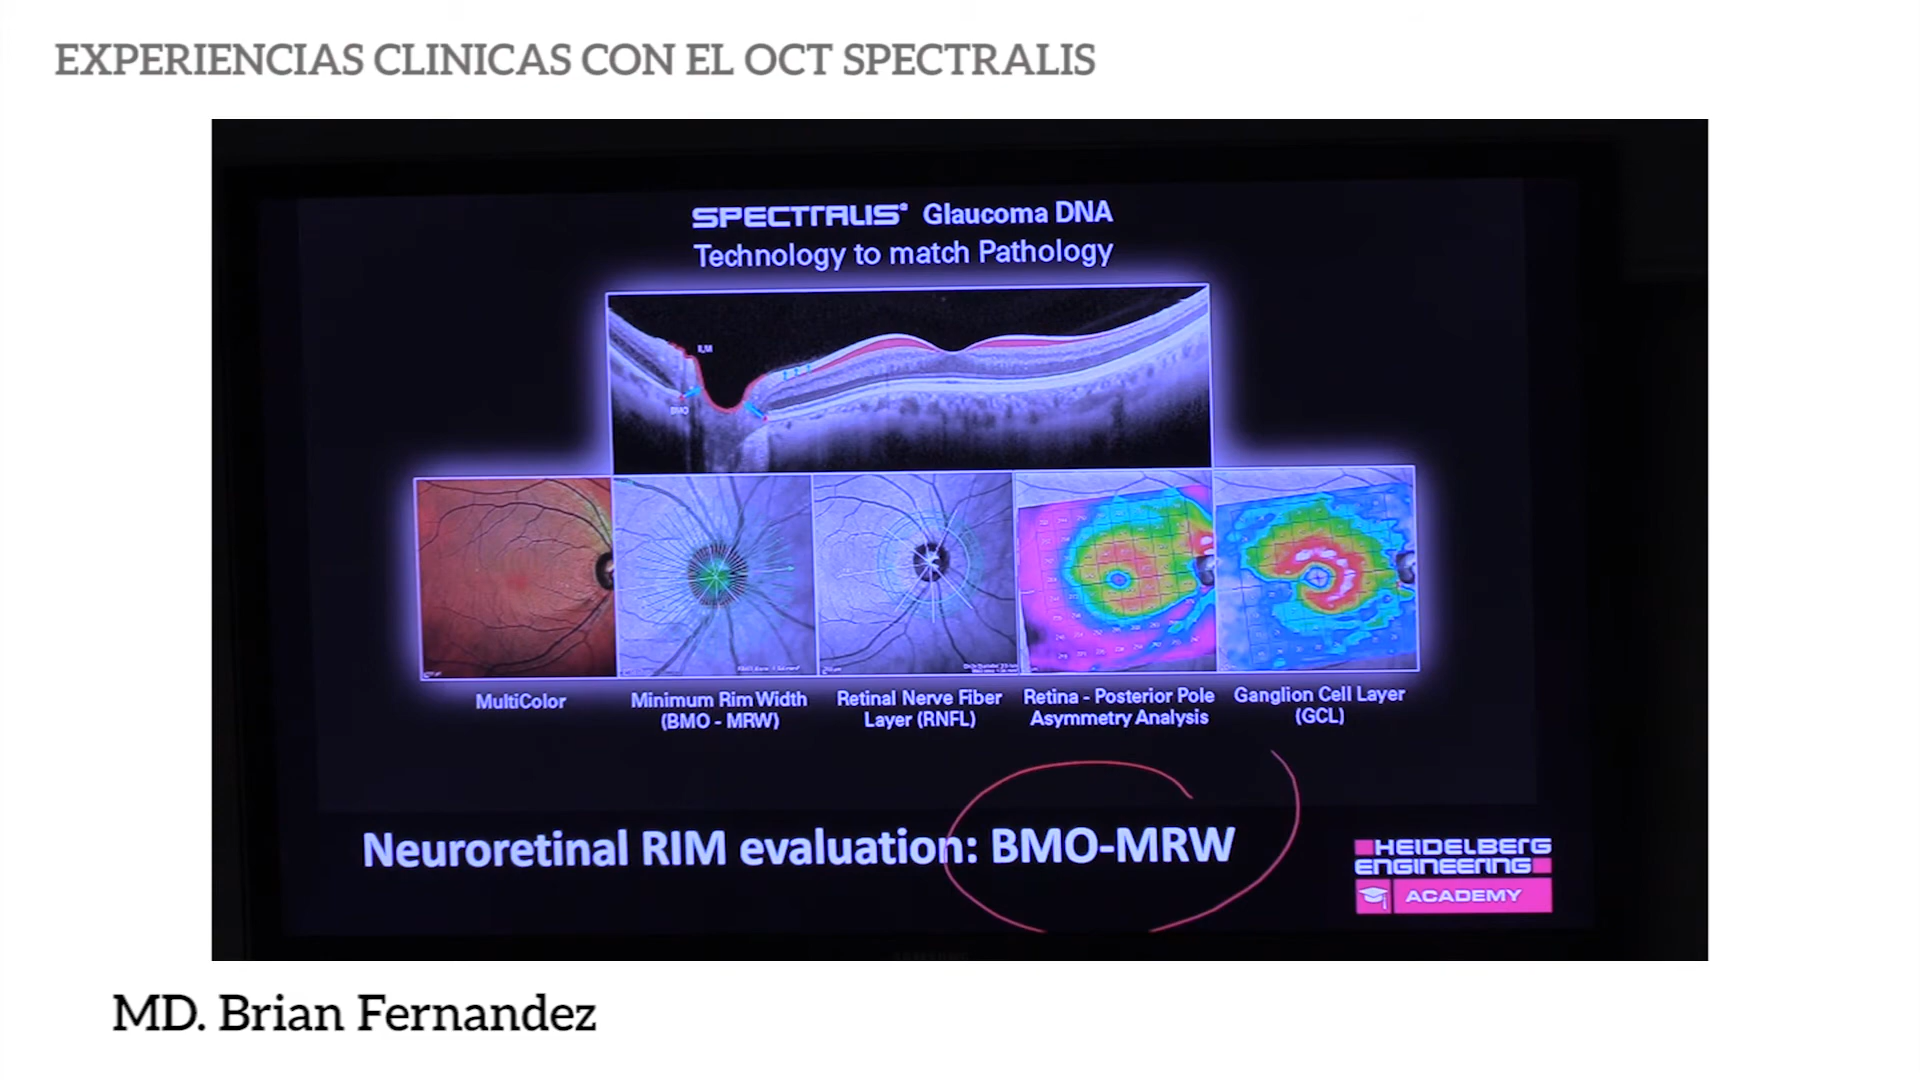 EXPERIENCIAS CLINICAS CON EL OCT SPECTRALIS
SPECTRALIS® Glaucoma DNA
Technology to match Pathology
ILM
BMO
MultiColor
Minimum Rim Width
(BMO - MRW)
Retinal Nerve Fiber
Layer (RNFL)
Retina - Posterior Pole
Asymmetry Analysis
Ganglion Cell Layer
(GCL)
Neuroretinal RIM evaluation: BMO-MRW
HEIDELBERG
ENGINEERING
ACADEMY
MD. Brian Fernandez